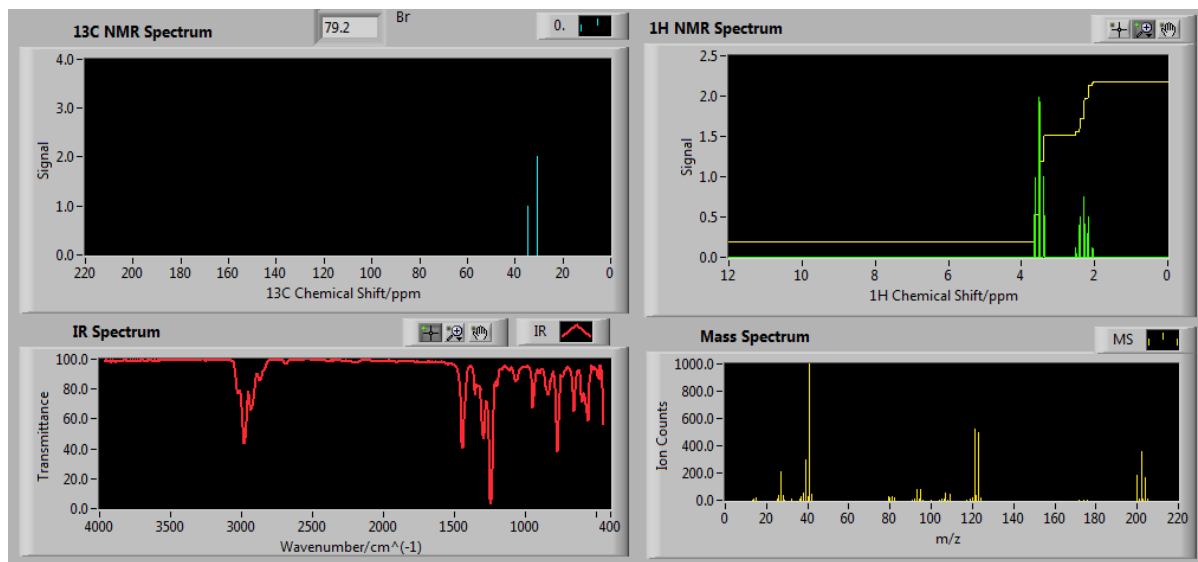 13C NMR Spectrum
79.2
Br
0.
Signal
4.0
3.0
2.0
1.0
0.0
220 200 180 160 140 120 100 80 60 40 20 0
13C Chemical Shift/ppm
1H NMR Spectrum
Signal
2.5
2.0
1.5
1.0
0.5
0.0
12 10 8 6 4 2 0
1H Chemical Shift/ppm
IR Spectrum
IR
Transmittance
100.0
80.0
60.0
40.0
20.0
0.0
4000 3500 3000 2500 2000 1500 1000 400
Wavenumber/cm^(-1)
Mass Spectrum
MS
Ion Counts
1000.0
800.0
600.0
400.0
200.0
0.0
0 20 40 60 80 100 120 140 160 180 200 220
m/z